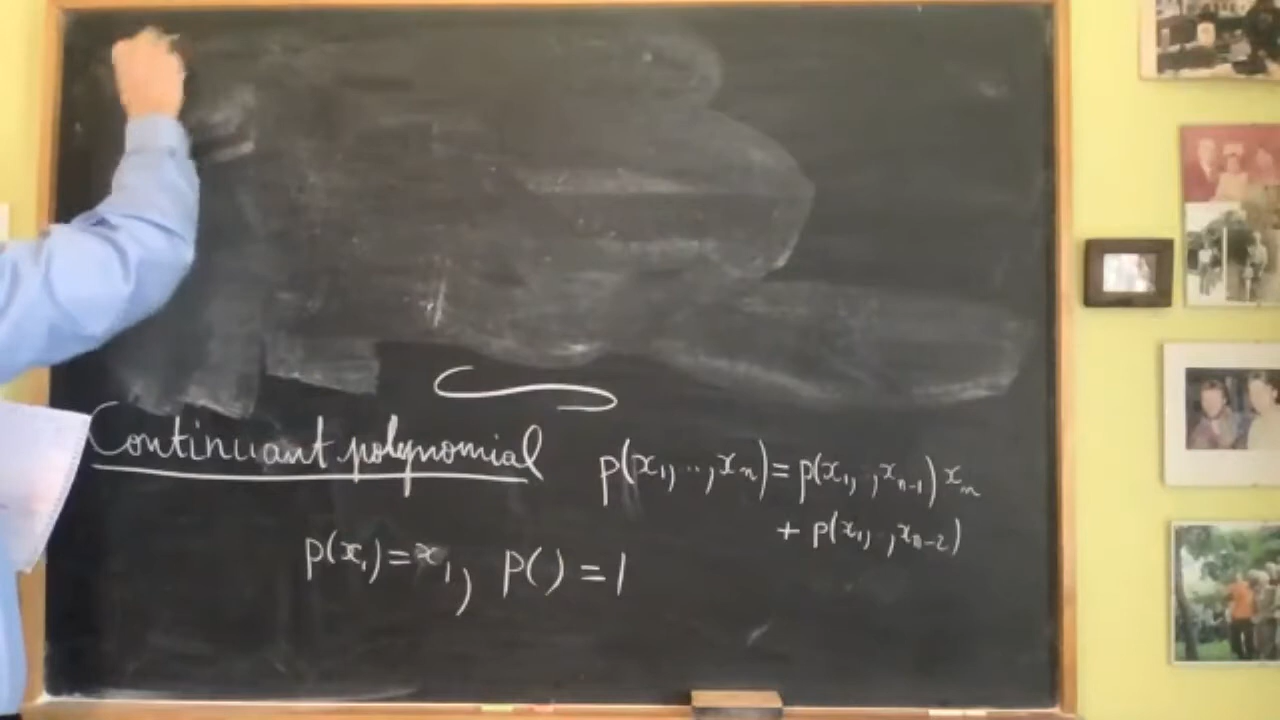 Continuant polynomial
p(x₁, .., xₙ) = p(x₁, , xₙ₋₁) xₙ
+ p(x₁, , xₙ₋₂)
p(x₁) = x₁, p() = 1